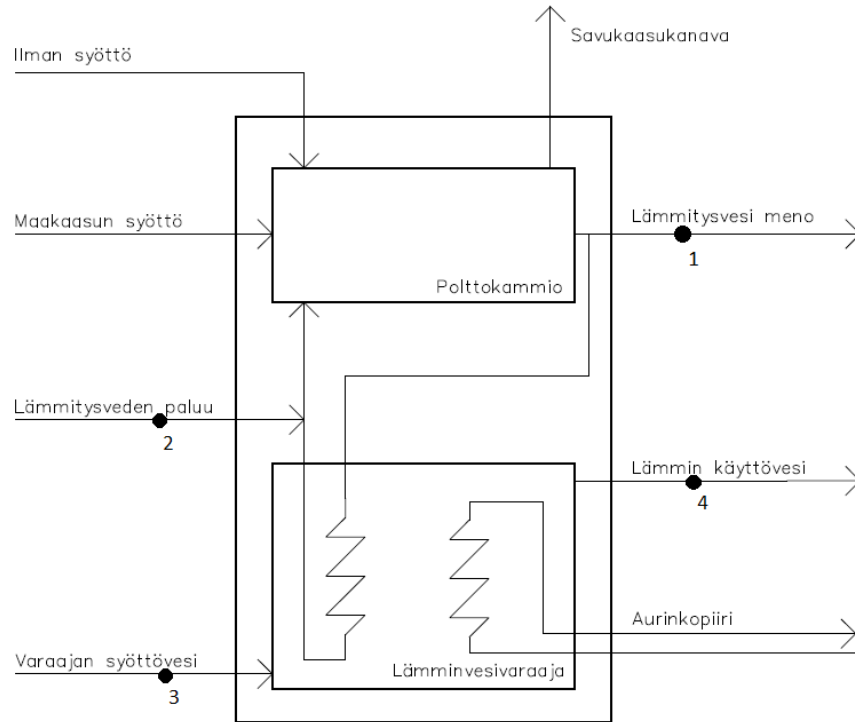 Ilman syöttö
Savukaasukanava
Maakaasun syöttö
Lämmitysvesi meno
1
Polttokammio
Lämmitysveden paluu
2
Lämmin käyttövesi
4
Aurinkopiiri
Varaajan syöttövesi
3
Lämminvesivaraaja